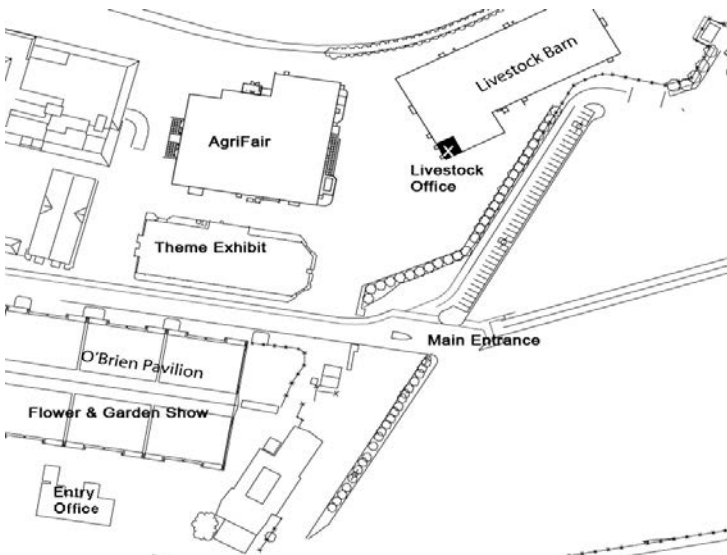 Livestock Barn
AgriFair
X
Livestock
Office
Theme Exhibit
Main Entrance
O'Brien Pavilion
Flower & Garden Show
Entry
Office